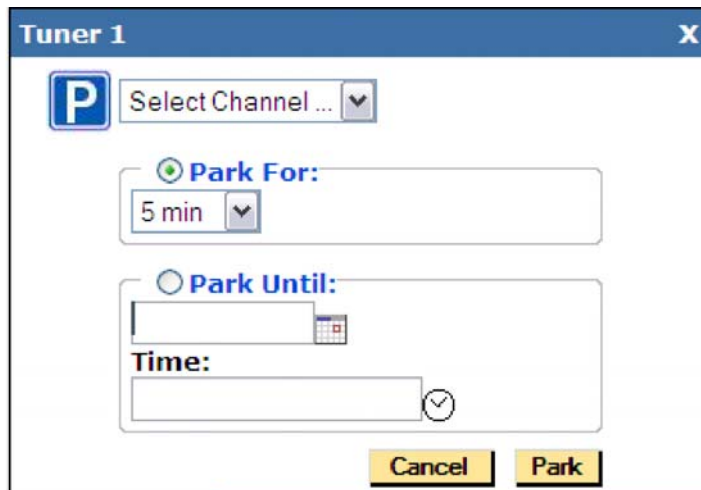 Tuner 1 X
P Select Channel ...
Park For:
5 min
Park Until:
Time:
Cancel Park